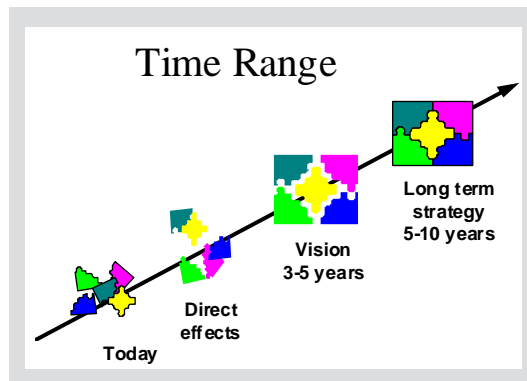 Time Range
Long term
strategy
5-10 years
Vision
3-5 years
Direct
effects
Today